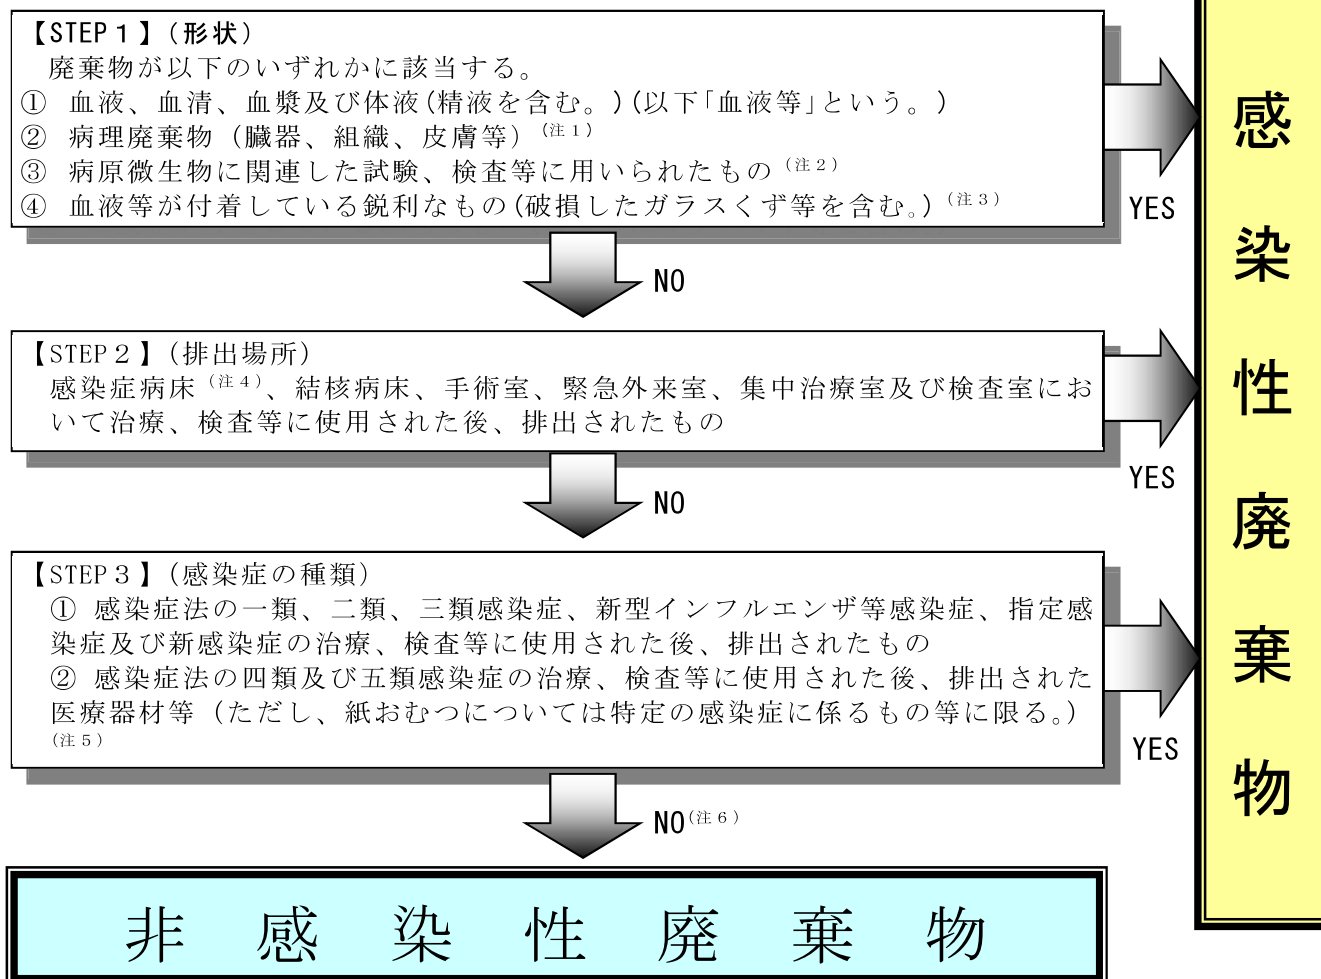 【STEP１】(形状)
廃棄物が以下のいずれかに該当する。
① 血液、血清、血漿及び体液(精液を含む。)(以下｢血液等｣という。)
② 病理廃棄物 (臓器、組織、皮膚等) (注１)
③ 病原微生物に関連した試験、検査等に用いられたもの (注２)
④ 血液等が付着している鋭利なもの(破損したガラスくず等を含む。) (注３)
YES
NO
【STEP２】(排出場所)
感染症病床 (注４)、結核病床、手術室、緊急外来室、集中治療室及び検査室にお
いて治療、検査等に使用された後、排出されたもの
YES
NO
【STEP３】(感染症の種類)
① 感染症法の一類、二類、三類感染症、新型インフルエンザ等感染症、指定感
染症及び新感染症の治療、検査等に使用された後、排出されたもの
② 感染症法の四類及び五類感染症の治療、検査等に使用された後、排出された
医療器材等 (ただし、紙おむつについては特定の感染症に係るもの等に限る。)
(注５)
YES
NO(注６)
非感染性廃棄物
感染性廃棄物